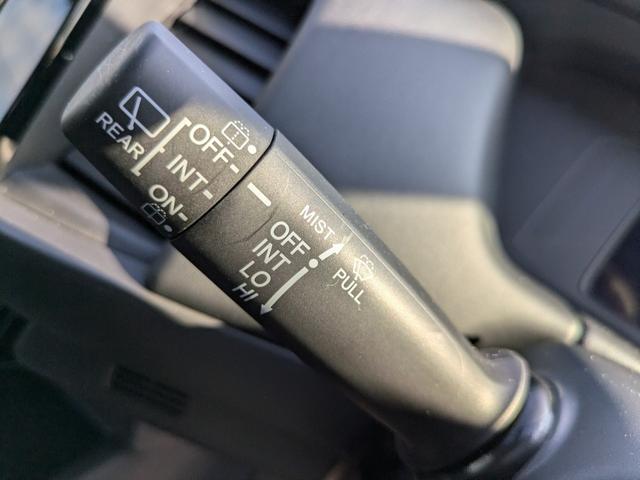 REAR
OFF-
INT-
ON-
MIST
OFF
INT
LO
HI
PULL